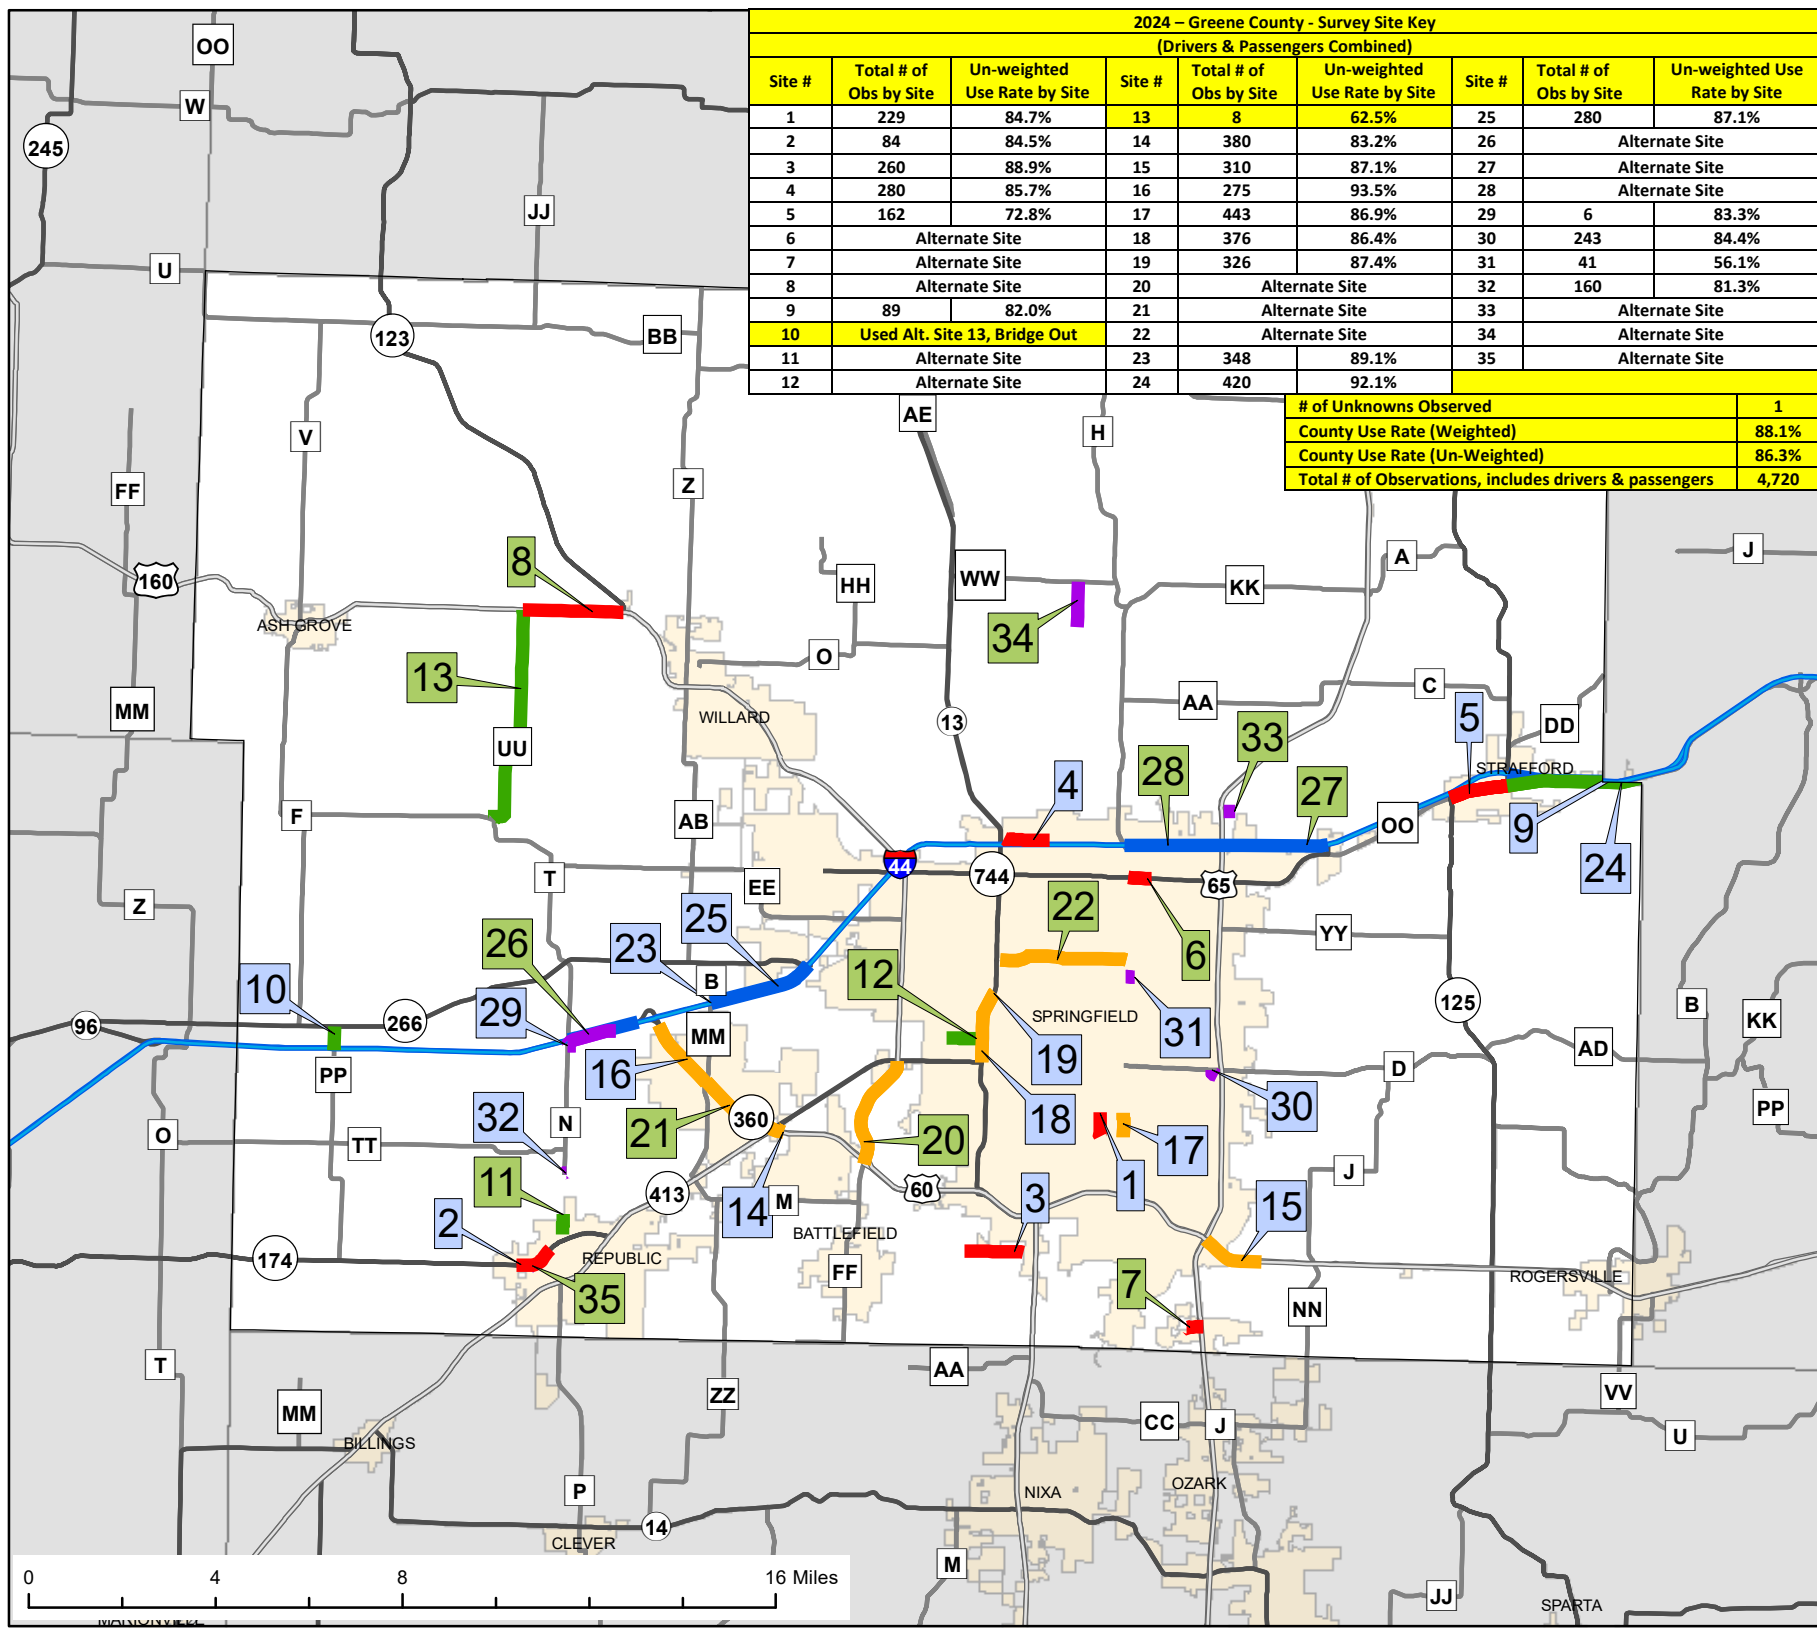 2024 – Greene County - Survey Site Key
(Drivers & Passengers Combined)
Site # Total # of Obs by Site Un-weighted Use Rate by Site Site # Total # of Obs by Site Un-weighted Use Rate by Site Site # Total # of Obs by Site Un-weighted Use Rate by Site
1 229 84.7% 13 8 62.5% 25 280 87.1%
2 84 84.5% 14 380 83.2% 26 Alternate Site
3 260 88.9% 15 310 87.1% 27 Alternate Site
4 280 85.7% 16 275 93.5% 28 Alternate Site
5 162 72.8% 17 443 86.9% 29 6 83.3%
6 Alternate Site 18 376 86.4% 30 243 84.4%
7 Alternate Site 19 326 87.4% 31 41 56.1%
8 Alternate Site 20 Alternate Site 32 160 81.3%
9 89 82.0% 21 Alternate Site 33 Alternate Site
10 Used Alt. Site 13, Bridge Out 22 Alternate Site 34 Alternate Site
11 Alternate Site 23 348 89.1% 35 Alternate Site
12 Alternate Site 24 420 92.1%
# of Unknowns Observed 1
County Use Rate (Weighted) 88.1%
County Use Rate (Un-Weighted) 86.3%
Total # of Observations, includes drivers & passengers 4,720
OO
W
245
JJ
U
123
BB
AE
H
V
Z
FF
J
A
8
WW
160
HH
KK
ASH GROVE
34
O
13
C
AA
MM
WILLARD
13
5
DD
33
UU
28
4
STRAFFORD
27
F
AB
OO
9
44
24
T
744
65
EE
Z
22
25
YY
26
23
6
12
B
10
125
B
29
266
SPRINGFIELD
KK
96
MM
31
19
AD
PP
16
D
18
30
PP
32
N
360
O
TT
21
20
17
J
11
413
60
1
3
M
14
15
2
BATTLEFIELD
174
REPUBLIC
FF
ROGERSVILLE
7
35
NN
T
AA
VV
ZZ
MM
CC
J
U
BILLINGS
OZARK
P
NIXA
14
CLEVER
M
0 4 8 16 Miles
JJ
SPARTA
MARIONVILLE